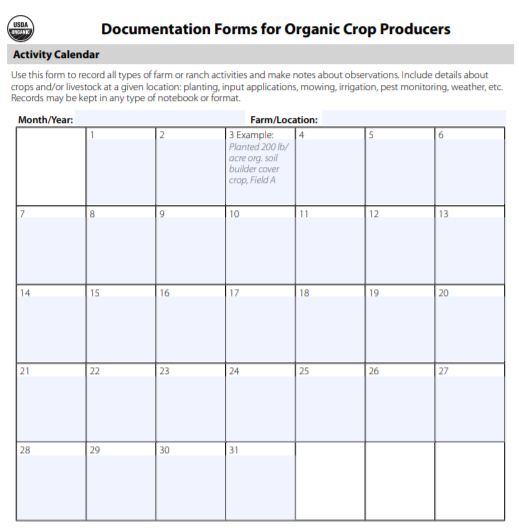 USDA
ORGANIC
Documentation Forms for Organic Crop Producers
Activity Calendar
Use this form to record all types of farm or ranch activities and make notes about observations. Include details about
crops and/or livestock at a given location: planting, input applications, mowing, irrigation, pest monitoring, weather, etc.
Records may be kept in any type of notebook or format.
Month/Year: Farm/Location:
1 2 3 Example: 4 5 6
Planted 200 lb/
acre org. soil
builder cover
crop, Field A
7 8 9 10 11 12 13
14 15 16 17 18 19 20
21 22 23 24 25 26 27
28 29 30 31